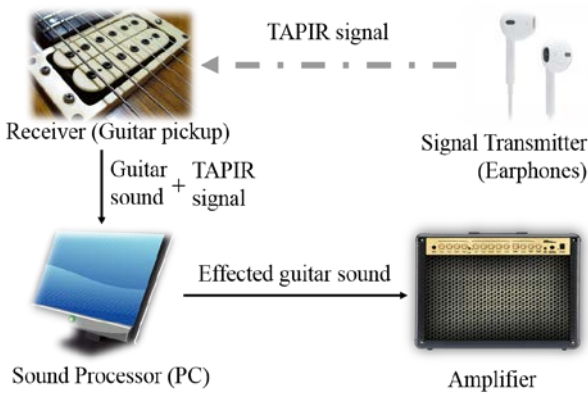 TAPIR signal
Receiver (Guitar pickup)
Signal Transmitter
(Earphones)
Guitar sound + TAPIR signal
Effected guitar sound
Sound Processor (PC)
Amplifier